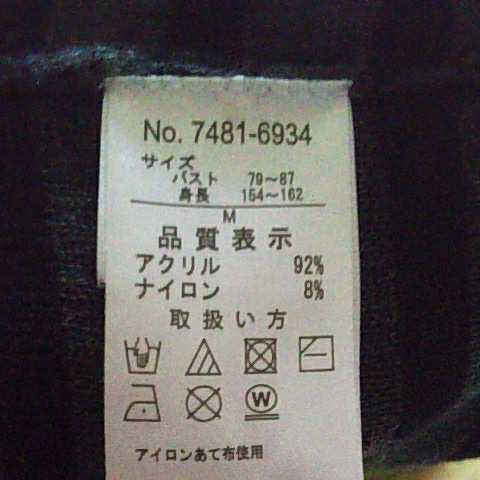 No. 7481-6934
サイズ
バスト 79〜87
身長 154〜162
M
品質表示
アクリル 92%
ナイロン 8%
取扱い方
W
アイロンあて布使用